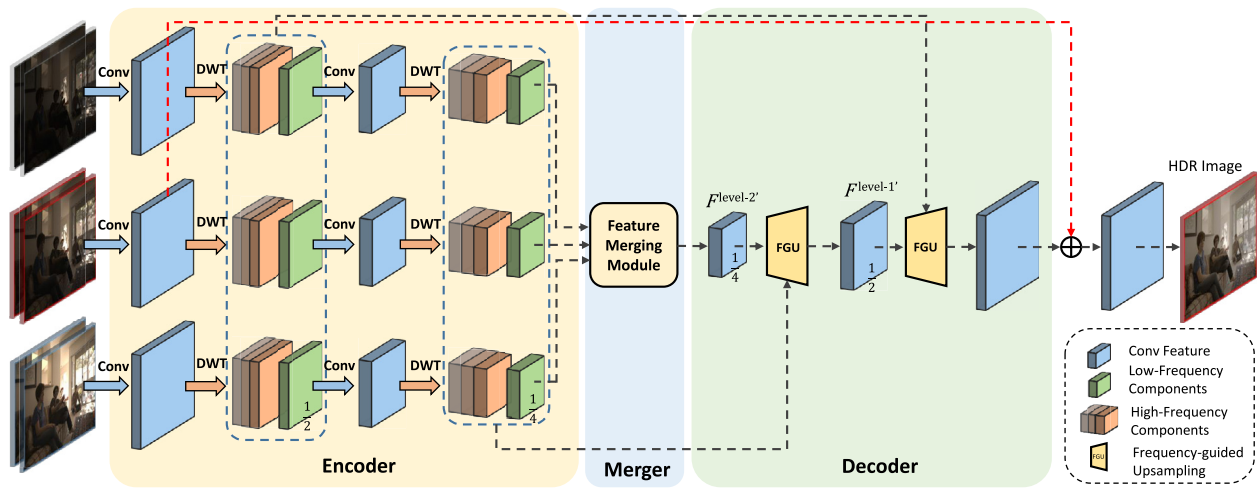 Conv
DWT
Conv
DWT
Conv
DWT
Conv
DWT
Conv
DWT
Conv
DWT
1/2
1/4
Encoder
Feature
Merging
Module
Merger
F^level-2'
1/4
FGU
F^level-1'
1/2
FGU
Decoder
HDR Image
Conv Feature
Low-Frequency
Components
High-Frequency
Components
FGU
Frequency-guided
Upsampling